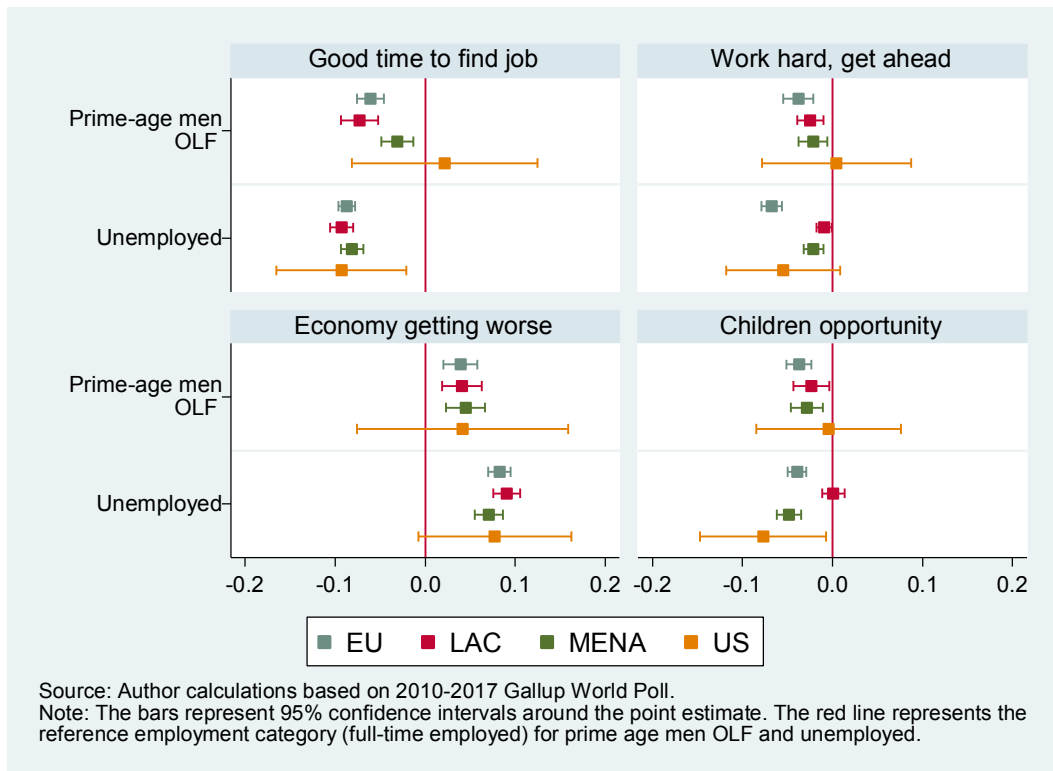 Good time to find job
Work hard, get ahead
Prime-age men
OLF
Unemployed
Economy getting worse
Children opportunity
Prime-age men
OLF
Unemployed
-0.2 -0.1 0.0 0.1 0.2
-0.2 -0.1 0.0 0.1 0.2
EU LAC MENA US
Source: Author calculations based on 2010-2017 Gallup World Poll.
Note: The bars represent 95% confidence intervals around the point estimate. The red line represents the
reference employment category (full-time employed) for prime age men OLF and unemployed.